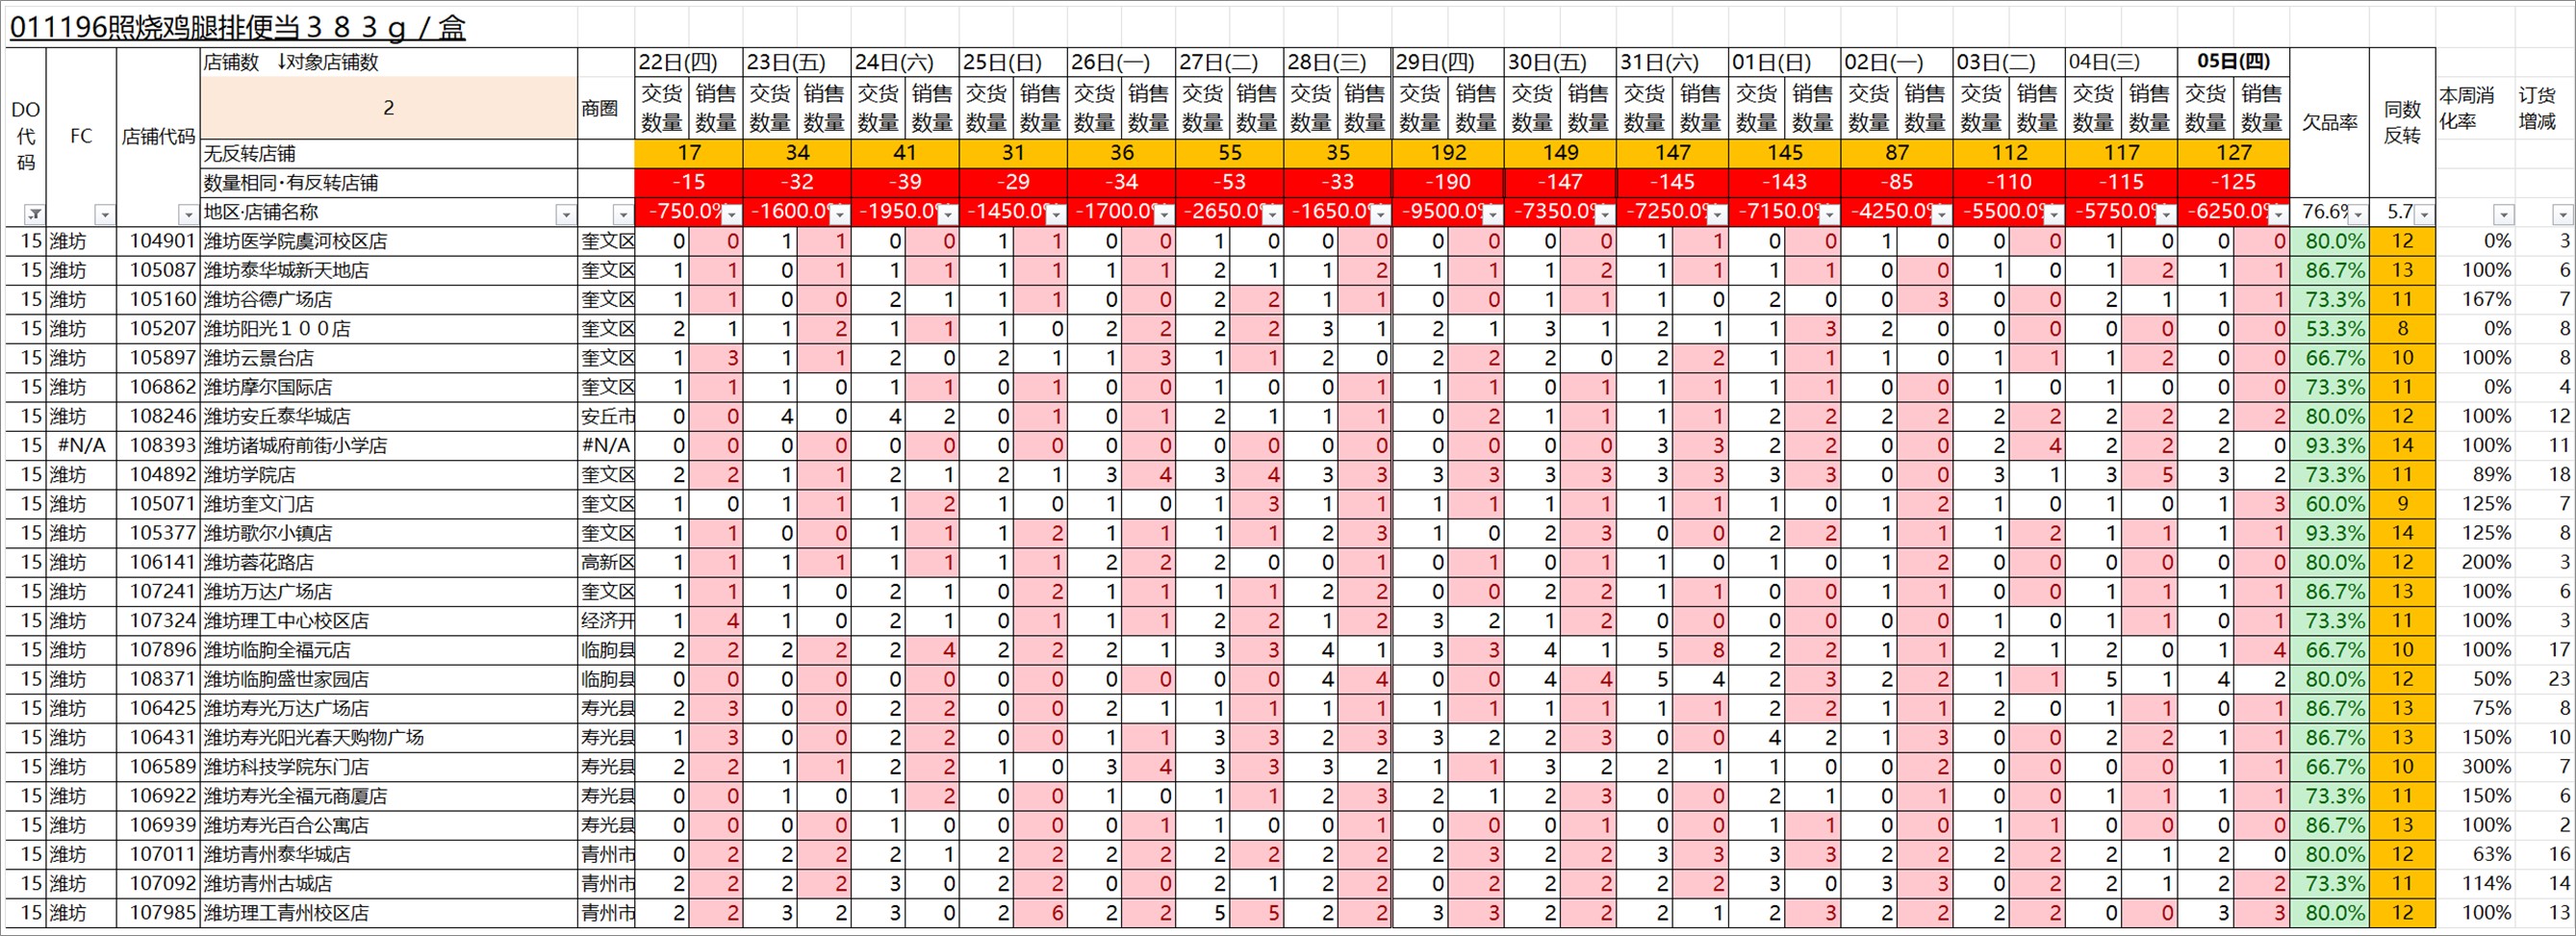 011196照烧鸡腿排便当３８３ｇ／盒
DO代码 FC 店铺代码 店铺数 ↓对象店铺数 商圈 22日(四) 23日(五) 24日(六) 25日(日) 26日(一) 27日(二) 28日(三) 29日(四) 30日(五) 31日(六) 01日(日) 02日(一) 03日(二) 04日(三) 05日(四) 欠品率 同数反转 本周消化率 订货增减
2 交货数量 销售数量 交货数量 销售数量 交货数量 销售数量 交货数量 销售数量 交货数量 销售数量 交货数量 销售数量 交货数量 销售数量 交货数量 销售数量 交货数量 销售数量 交货数量 销售数量 交货数量 销售数量 交货数量 销售数量 交货数量 销售数量 交货数量 销售数量 交货数量 销售数量
无反转店铺 17 34 41 31 36 55 35 192 149 147 145 87 112 117 127
数量相同·有反转店铺 -15 -32 -39 -29 -34 -53 -33 -190 -147 -145 -143 -85 -110 -115 -125
地区·店铺名称 -750.0% -1600.0% -1950.0% -1450.0% -1700.0% -2650.0% -1650.0% -9500.0% -7350.0% -7250.0% -7150.0% -4250.0% -5500.0% -5750.0% -6250.0% 76.6% 5.7
15 潍坊 104901 潍坊医学院虞河校区店 奎文区 0 0 1 1 0 0 1 1 0 0 1 0 0 0 0 0 0 0 1 1 0 0 1 0 0 0 1 0 0 0 80.0% 12 0% 3
15 潍坊 105087 潍坊泰华城新天地店 奎文区 1 1 0 1 1 1 1 1 1 1 2 1 1 2 1 1 1 2 1 1 1 1 0 0 1 0 1 2 1 1 86.7% 13 100% 6
15 潍坊 105160 潍坊谷德广场店 奎文区 1 1 0 0 2 1 1 1 0 0 2 2 1 1 0 0 1 1 1 0 2 0 0 3 0 0 2 1 1 1 73.3% 11 167% 7
15 潍坊 105207 潍坊阳光１００店 奎文区 2 1 1 2 1 1 1 0 2 2 2 2 3 1 2 1 3 1 2 1 1 3 2 0 0 0 0 0 0 0 53.3% 8 0% 8
15 潍坊 105897 潍坊云景台店 奎文区 1 3 1 1 2 0 2 1 1 3 1 1 2 0 2 2 2 0 2 2 1 1 1 0 1 1 1 2 0 0 66.7% 10 100% 8
15 潍坊 106862 潍坊摩尔国际店 奎文区 1 1 1 0 1 1 0 1 0 0 1 0 0 1 1 1 0 1 1 1 1 1 0 0 1 0 1 0 0 0 73.3% 11 0% 4
15 潍坊 108246 潍坊安丘泰华城店 安丘市 0 0 4 0 4 2 0 1 0 1 2 1 1 1 0 2 1 1 1 1 2 2 2 2 2 2 2 2 2 2 80.0% 12 100% 12
15 #N/A 108393 潍坊诸城府前街小学店 #N/A 0 0 0 0 0 0 0 0 0 0 0 0 0 0 0 0 0 0 3 3 2 2 0 0 2 4 2 2 2 0 93.3% 14 100% 11
15 潍坊 104892 潍坊学院店 奎文区 2 2 1 1 2 1 2 1 3 4 3 4 3 3 3 3 3 3 3 3 3 3 0 0 3 1 3 5 3 2 73.3% 11 89% 18
15 潍坊 105071 潍坊奎文门店 奎文区 1 0 1 1 1 2 1 0 1 0 1 3 1 1 1 1 1 1 1 1 1 0 1 2 1 0 1 0 1 3 60.0% 9 125% 7
15 潍坊 105377 潍坊歌尔小镇店 奎文区 1 1 0 0 1 1 1 2 1 1 1 1 2 3 1 0 2 3 0 0 2 2 1 1 1 2 1 1 1 1 93.3% 14 125% 8
15 潍坊 106141 潍坊蓉花路店 高新区 1 1 1 1 1 1 1 1 2 2 2 0 0 1 0 1 0 1 1 0 1 0 1 2 0 0 0 0 0 0 80.0% 12 200% 3
15 潍坊 107241 潍坊万达广场店 奎文区 1 1 1 0 2 1 0 2 1 1 1 1 2 2 0 0 2 2 1 1 0 0 1 1 0 0 1 1 1 1 86.7% 13 100% 6
15 潍坊 107324 潍坊理工中心校区店 经济开 1 4 1 0 2 1 0 1 1 1 2 2 1 2 3 2 1 2 0 0 0 0 0 0 1 0 1 1 0 1 73.3% 11 100% 3
15 潍坊 107896 潍坊临朐全福元店 临朐县 2 2 2 2 2 4 2 2 2 1 3 3 4 1 3 3 4 1 5 8 2 2 1 1 2 1 2 0 1 4 66.7% 10 100% 17
15 潍坊 108371 潍坊临朐盛世家园店 临朐县 0 0 0 0 0 0 0 0 0 0 0 0 4 4 0 0 4 4 5 4 2 3 2 2 1 1 5 1 4 2 80.0% 12 50% 23
15 潍坊 106425 潍坊寿光万达广场店 寿光县 2 3 0 0 2 2 0 0 2 1 1 1 1 1 1 1 1 1 1 1 2 2 1 1 2 0 1 1 0 1 86.7% 13 75% 8
15 潍坊 106431 潍坊寿光阳光春天购物广场 寿光县 1 3 0 0 2 2 0 0 1 1 3 3 2 3 3 2 2 3 0 0 4 2 1 3 0 0 2 2 1 1 86.7% 13 150% 10
15 潍坊 106589 潍坊科技学院东门店 寿光县 2 2 1 1 2 2 1 0 3 4 3 3 3 2 1 1 3 2 2 1 1 0 0 2 0 0 0 0 1 1 66.7% 10 300% 7
15 潍坊 106922 潍坊寿光全福元商厦店 寿光县 0 0 1 0 1 2 0 0 1 0 1 1 2 3 2 1 2 3 0 0 2 1 0 1 0 0 1 1 1 1 73.3% 11 150% 6
15 潍坊 106939 潍坊寿光百合公寓店 寿光县 0 0 0 0 1 0 0 0 0 1 1 0 0 1 0 0 0 1 0 0 1 1 0 0 1 1 0 0 0 0 86.7% 13 100% 2
15 潍坊 107011 潍坊青州泰华城店 青州市 0 2 2 2 2 1 2 2 2 2 2 2 2 2 2 3 2 2 3 3 3 3 2 2 2 2 2 1 2 0 80.0% 12 63% 16
15 潍坊 107092 潍坊青州古城店 青州市 2 2 2 2 3 0 2 2 0 0 2 1 2 2 0 2 2 2 2 2 3 0 3 3 0 2 2 1 2 2 73.3% 11 114% 14
15 潍坊 107985 潍坊理工青州校区店 青州市 2 2 3 2 3 0 2 6 2 2 5 5 2 2 3 3 2 2 2 1 2 3 2 2 2 2 0 0 3 3 80.0% 12 100% 13